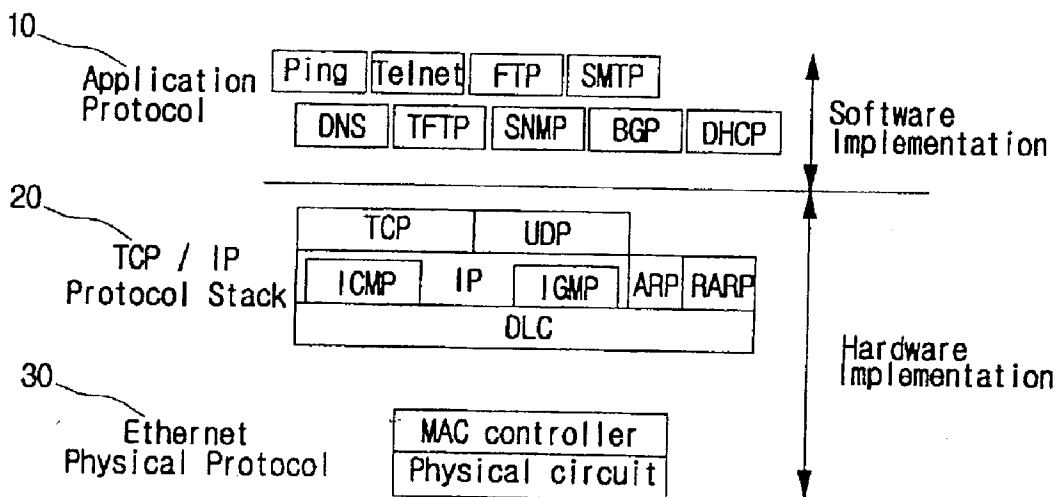 10
Application
Protocol
Ping Telnet FTP SMTP
DNS TFTP SNMP BGP DHCP
Software
Implementation
20
TCP / IP
Protocol Stack
TCP UDP
ICMP IP IGMP ARP RARP
DLC
Hardware
Implementation
30
Ethernet
Physical Protocol
MAC controller
Physical circuit